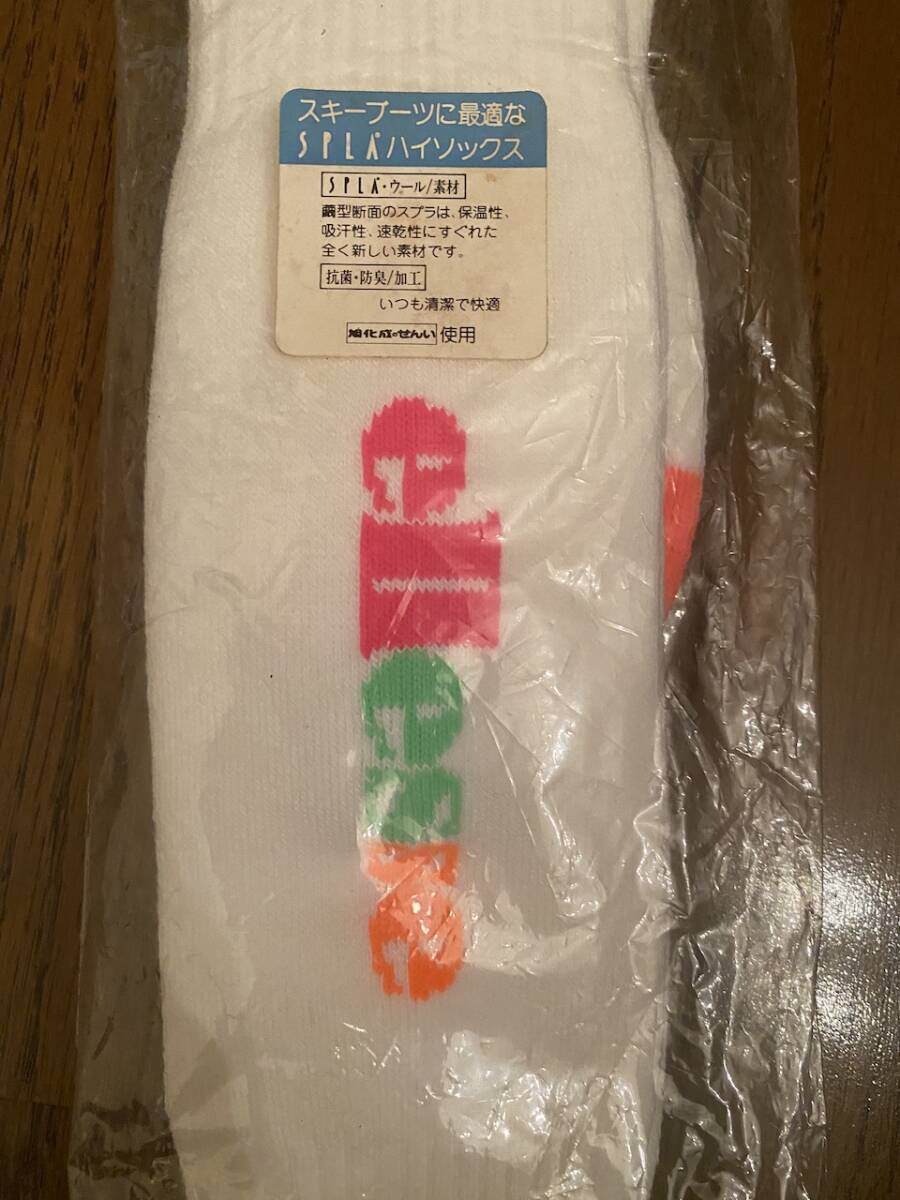 スキーブーツに最適な
SPLA ハイソックス
SPLA・ウール/素材
繭型断面のスプラは、保温性、
吸汗性、速乾性にすぐれた
全く新しい素材です。
抗菌・防臭/加工
いつも清潔で快適
旭化成のせんい 使用